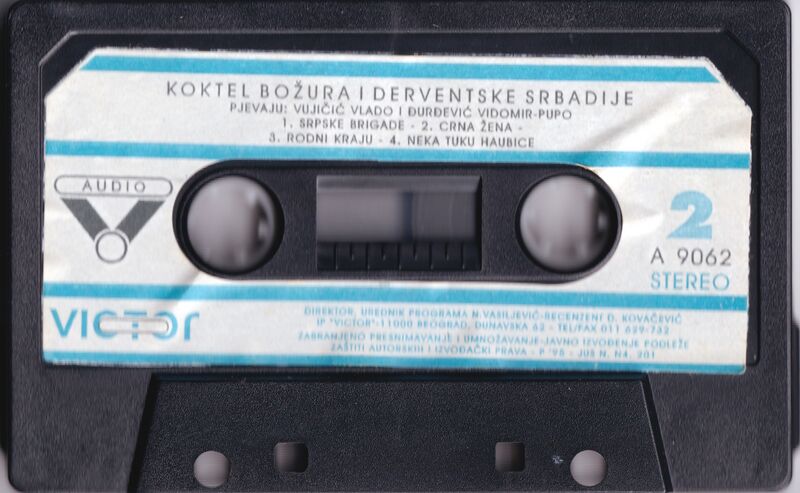 KOKTEL BOŽURA I DERVENTSKE SRBADIJE
PJEVAJU: VUJIČIĆ VLADO I ĐURĐEVIĆ VIDOMIR-PUPO
1. SRPSKE BRIGADE - 2. CRNA ŽENA -
3. RODNI KRAJU - 4. NEKA TUKU HAUBICE
AUDIO
2
A 9062
STEREO
VICTOR
DIREKTOR, UREDNIK PROGRAMA N.VASILJEVIĆ-RECENZENT D. KOVAČEVIĆ
IP "VICTOR"-11000 BEOGRAD, DUNAVSKA 62 - TEL/FAX 011 629-732
ZABRANJENO PRESNIMAVANJE I UMNOŽAVANJE-JAVNO IZVOĐENJE PODLEŽE
ZAŠTITI AUTORSKIH I IZVOĐAČKI PRAVA - P '95 - JUS N. N4. 201